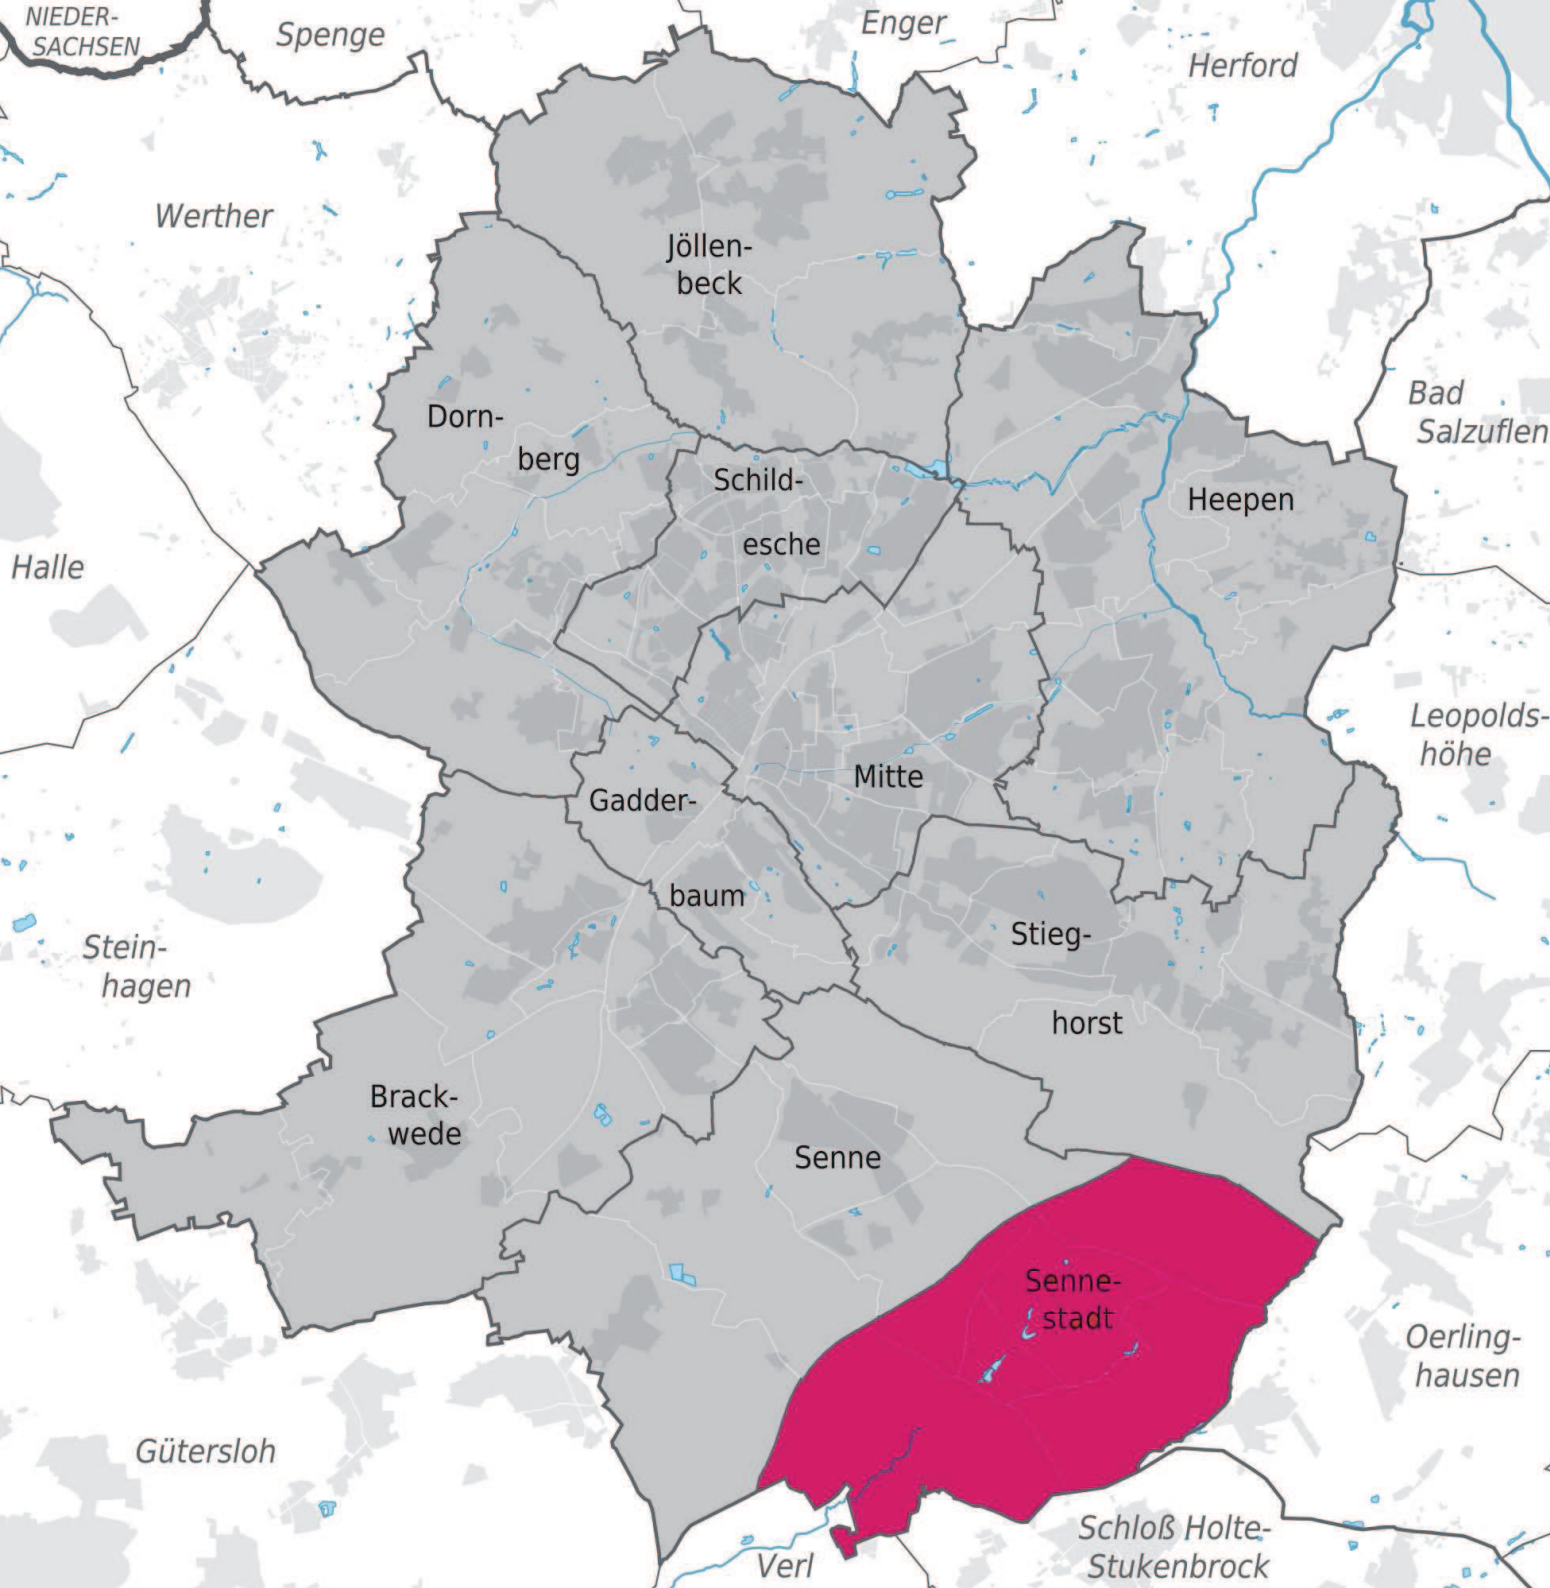 NIEDER-
SACHSEN
Spenge
Enger
Herford
Werther
Jöllen-
beck
Bad
Salzuflen
Dorn-
berg
Schild-
esche
Heepen
Halle
Leopolds-
höhe
Mitte
Gadder-
baum
Stieg-
horst
Stein-
hagen
Brack-
wede
Senne
Senne-
stadt
Oerling-
hausen
Gütersloh
Verl
Schloß Holte-
Stukenbrock